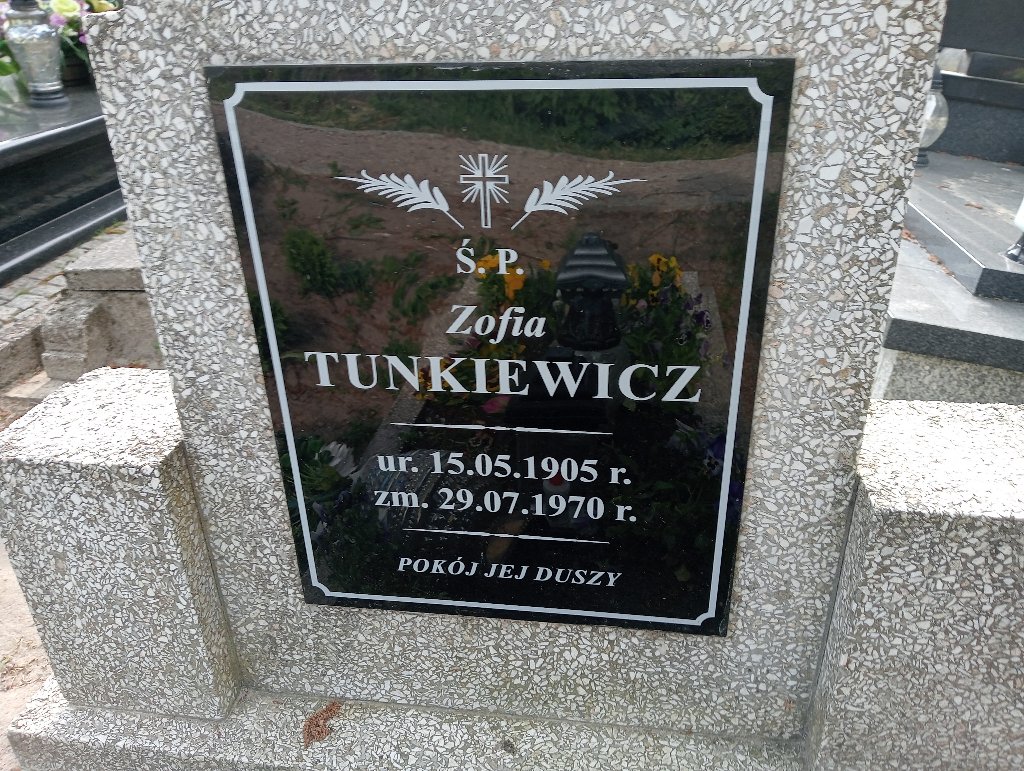 Ś. P.
Zofia
TUNKIEWICZ
ur. 15.05.1905 r.
zm. 29.07.1970 r.
POKÓJ JEJ DUSZY